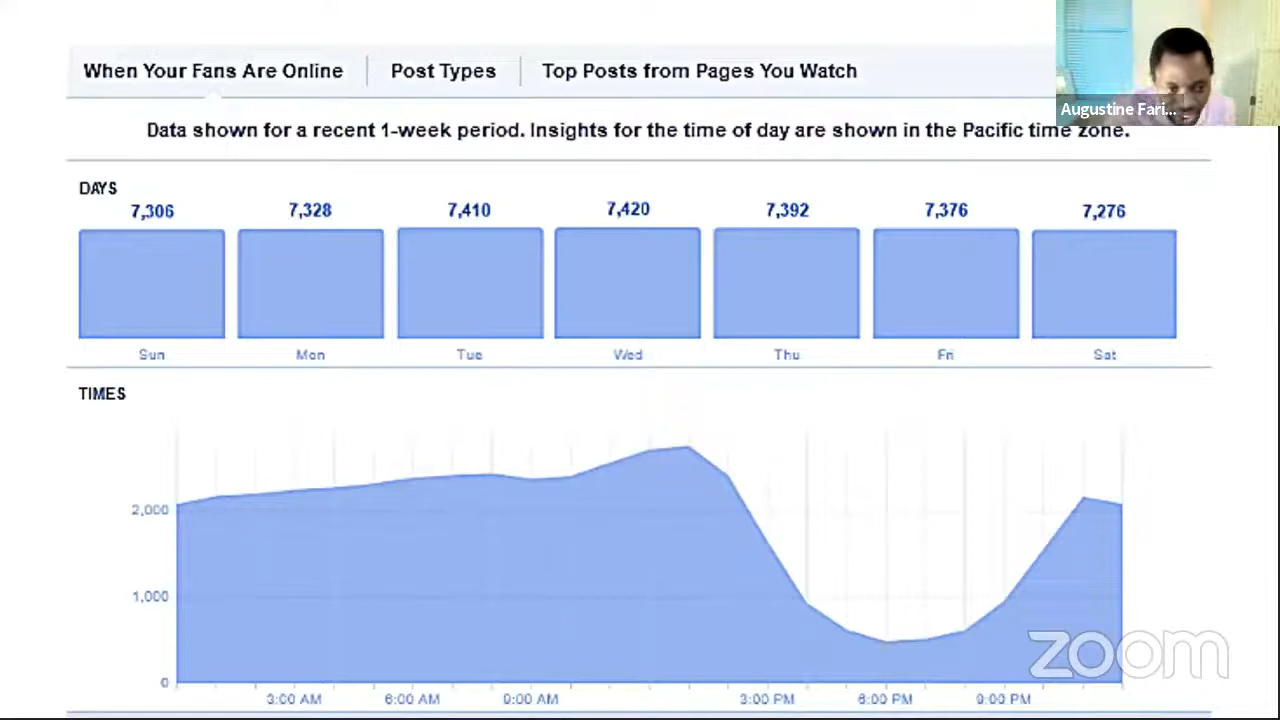 When Your Fans Are Online
Post Types
Top Posts from Pages You Watch
Augustine Fari...
Data shown for a recent 1-week period. Insights for the time of day are shown in the Pacific time zone.
DAYS
7,306 7,328 7,410 7,420 7,392 7,376 7,276
Sun Mon Tue Wed Thu Fri Sat
TIMES
2,000
1,000
0
3:00 AM 6:00 AM 9:00 AM 3:00 PM 6:00 PM 9:00 PM
zoom